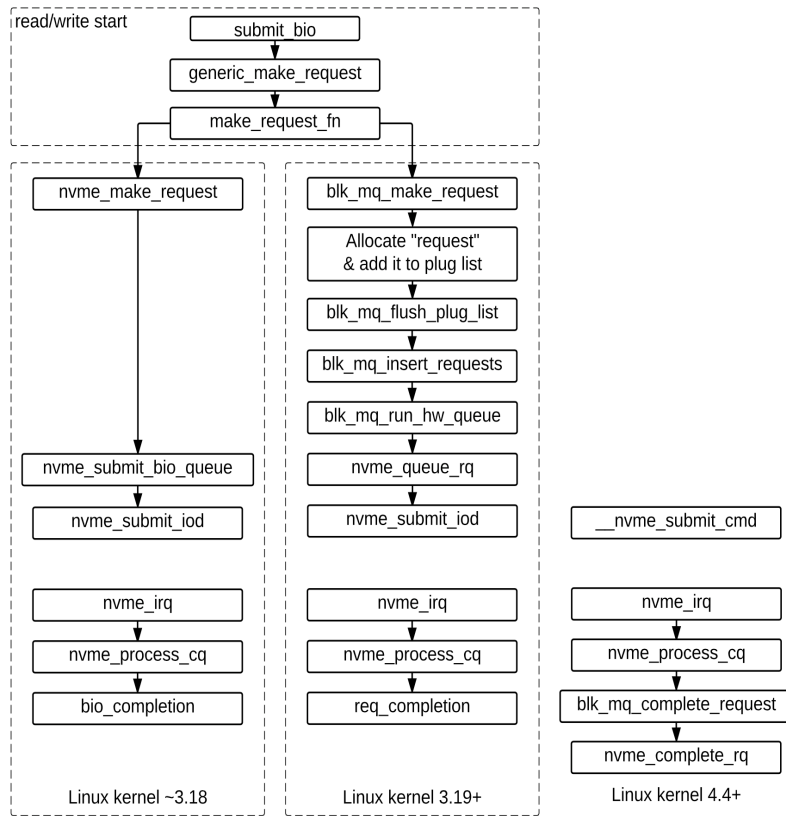 read/write start
submit_bio
generic_make_request
make_request_fn
nvme_make_request
nvme_submit_bio_queue
nvme_submit_iod
nvme_irq
nvme_process_cq
bio_completion
Linux kernel ~3.18
blk_mq_make_request
Allocate "request"
& add it to plug list
blk_mq_flush_plug_list
blk_mq_insert_requests
blk_mq_run_hw_queue
nvme_queue_rq
nvme_submit_iod
nvme_irq
nvme_process_cq
req_completion
Linux kernel 3.19+
__nvme_submit_cmd
nvme_irq
nvme_process_cq
blk_mq_complete_request
nvme_complete_rq
Linux kernel 4.4+